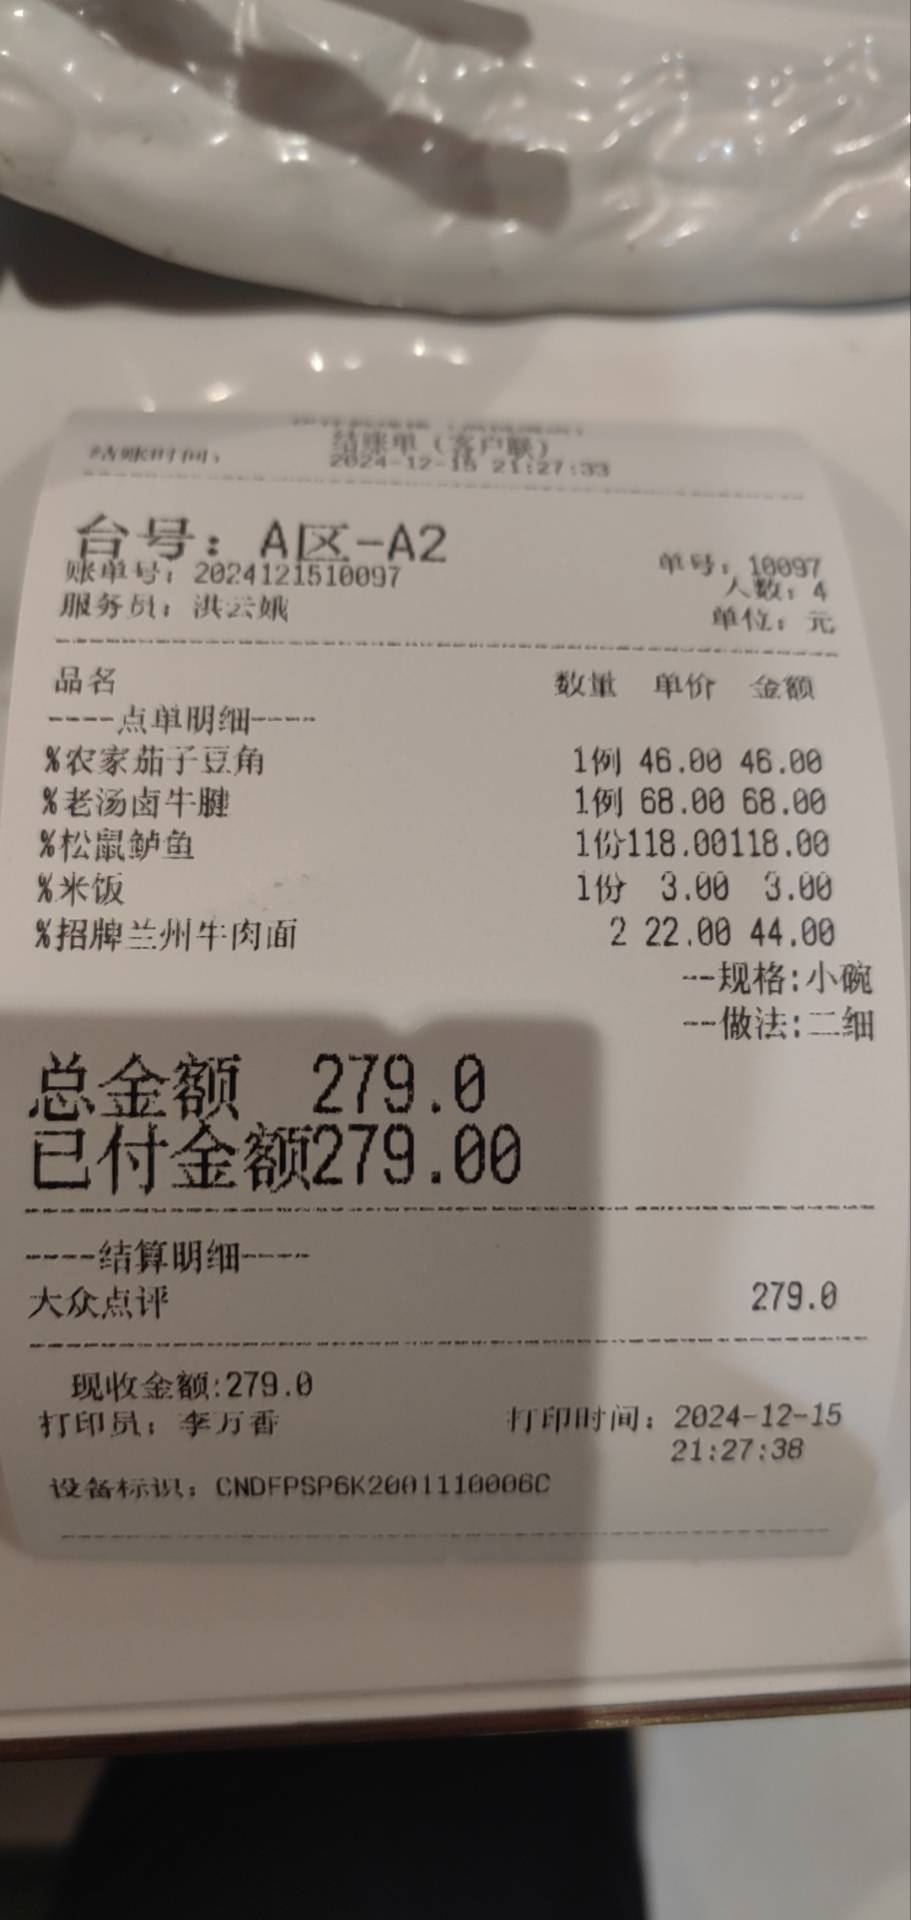 结账单（客户联）
结账时间： 2024-12-15 21:27:33
台号：A区-A2
账单号：2024121510097 单号：10097
人数：4
服务员：洪云娥 单位：元
品名 数量 单价 金额
----点单明细----
%农家茄子豆角 1例 46.00 46.00
%老汤卤牛腱 1例 68.00 68.00
%松鼠鲈鱼 1份118.00118.00
%米饭 1份 3.00 3.00
%招牌兰州牛肉面 2 22.00 44.00
--规格:小碗
--做法:二细
总金额 279.0
已付金额279.00
----结算明细----
大众点评 279.0
现收金额:279.0
打印员：李万香 打印时间：2024-12-15
21:27:38
设备标识：CNDFPSP6K2001110006C